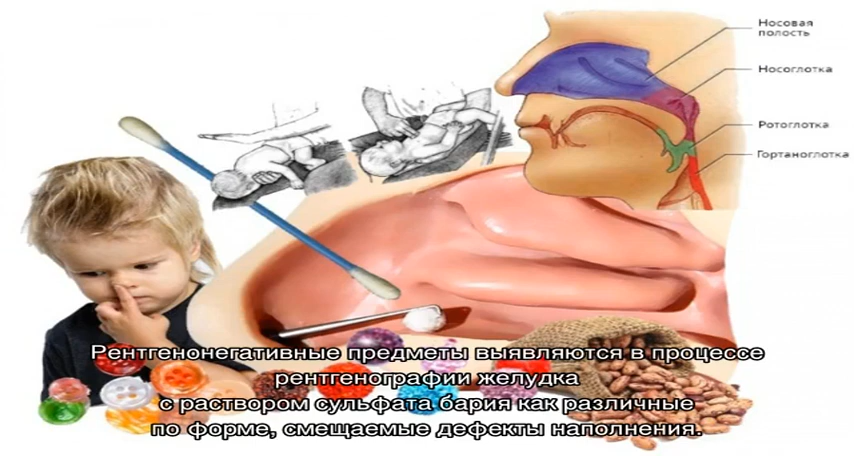 Носовая
полость
Носоглотка
Ротоглотка
Гортаноглотка
Рентгенонегативные предметы выявляются в процессе
рентгенографии желудка
с раствором сульфата бария как различные
по форме, смещаемые дефекты наполнения.